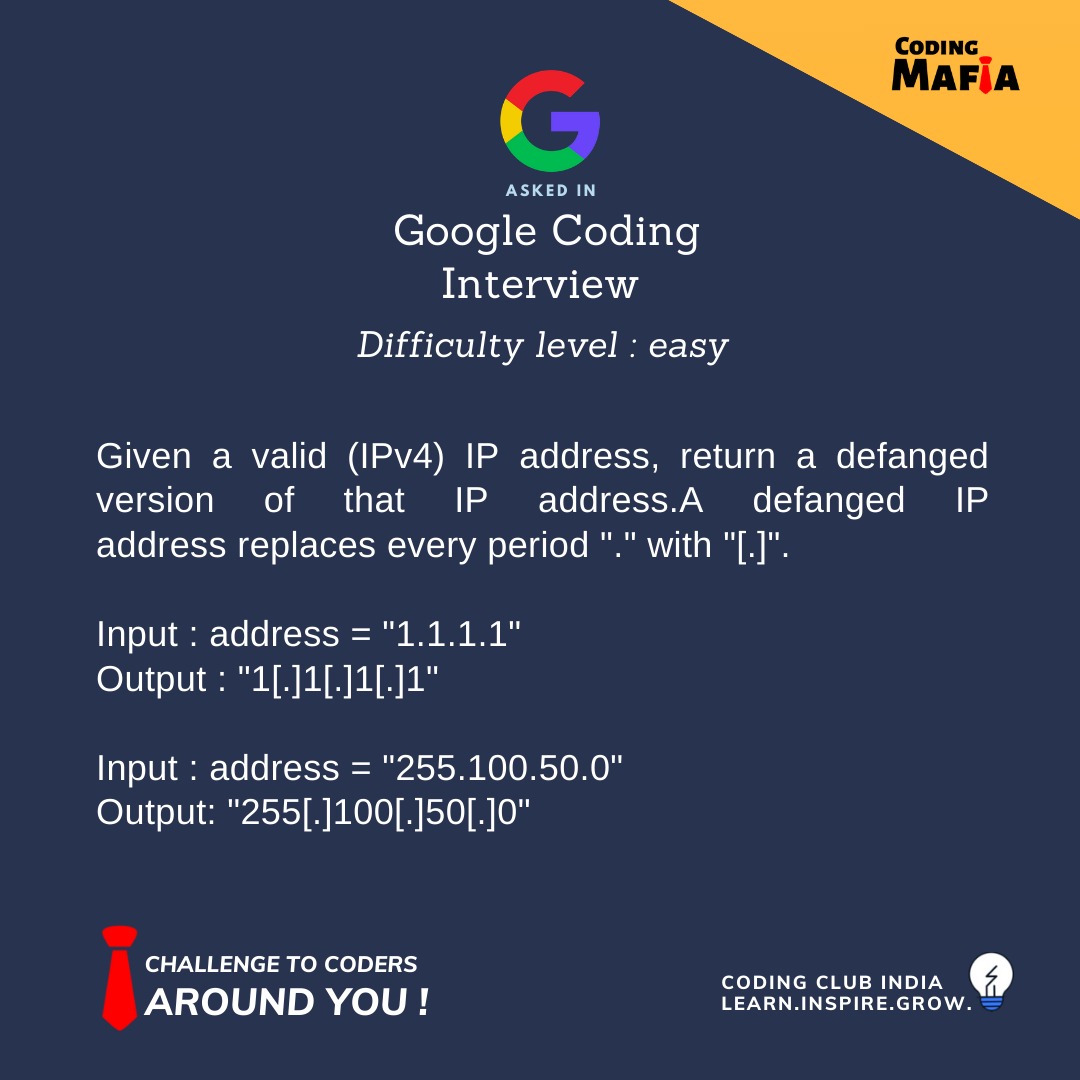 CODING
MAFIA
ASKED IN
Google Coding
Interview
Difficulty level : easy
Given a valid (IPv4) IP address, return a defanged
version of that IP address.A defanged IP
address replaces every period "." with "[.]".
Input : address = "1.1.1.1"
Output : "1[.]1[.]1[.]1"
Input : address = "255.100.50.0"
Output: "255[.]100[.]50[.]0"
CHALLENGE TO CODERS
AROUND YOU !
CODING CLUB INDIA
LEARN.INSPIRE.GROW.